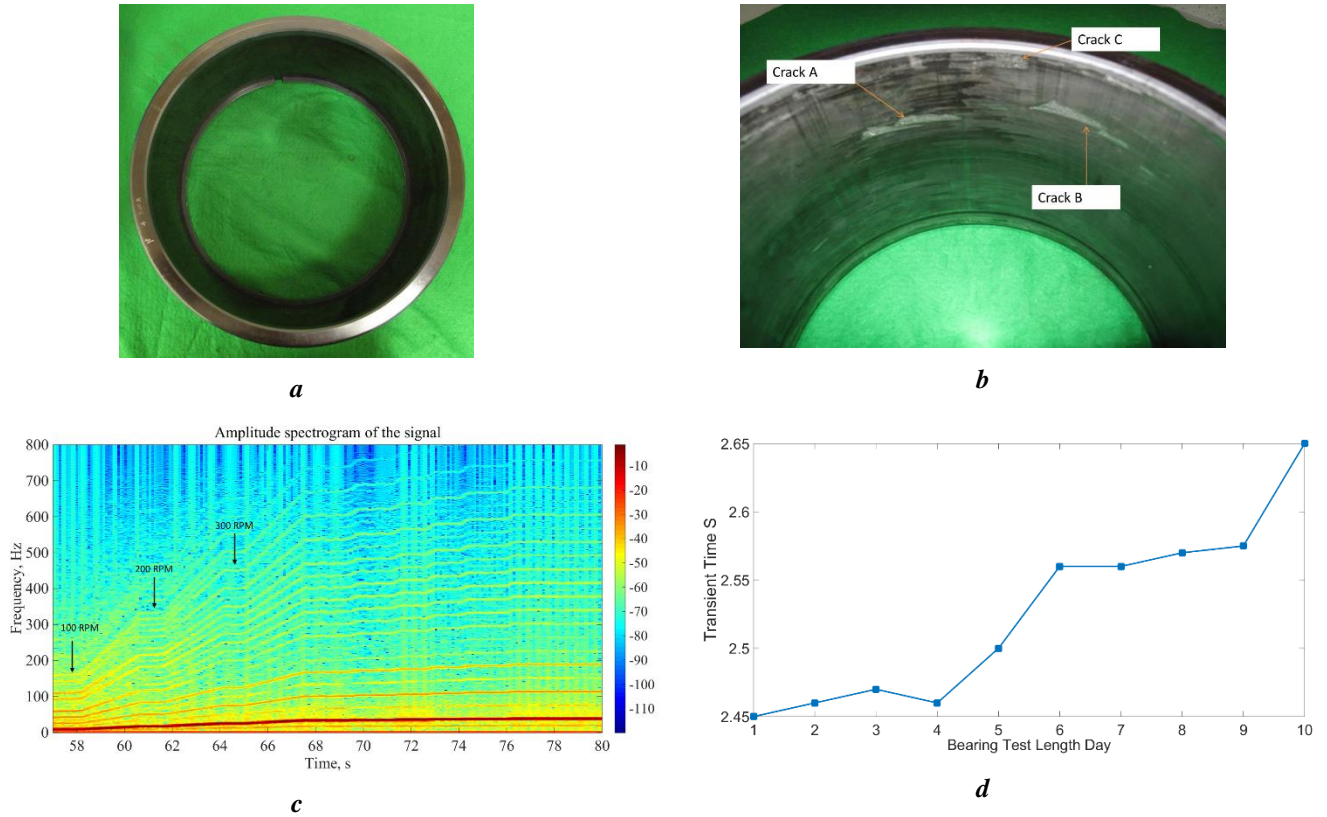 Crack C
Crack A
Crack B
a
b
Amplitude spectrogram of the signal
Frequency, Hz
800
700
600
500
400
300
200
100
0
100 RPM
200 RPM
300 RPM
-10
-20
-30
-40
-50
-60
-70
-80
-90
-100
-110
58 60 62 64 66 68 70 72 74 76 78 80
Time, s
c
Transient Time S
2.65
2.6
2.55
2.5
2.45
1 2 3 4 5 6 7 8 9 10
Bearing Test Length Day
d